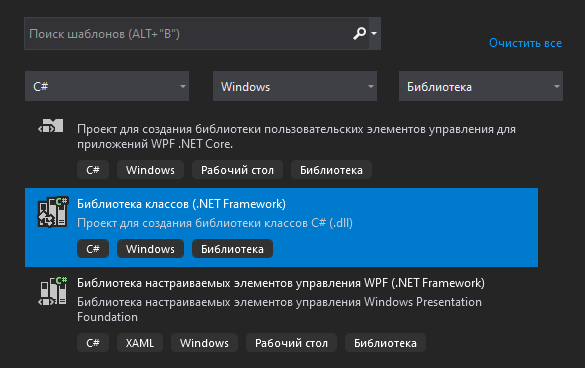 Поиск шаблонов (ALT+"B")
Очистить все
C# Windows Библиотека
Проект для создания библиотеки пользовательских элементов управления для
приложений WPF .NET Core.
C# Windows Рабочий стол Библиотека
C#
Библиотека классов (.NET Framework)
Проект для создания библиотеки классов C# (.dll)
C# Windows Библиотека
C#
Библиотека настраиваемых элементов управления WPF (.NET Framework)
Библиотека настраиваемых элементов управления Windows Presentation
Foundation
C# XAML Windows Рабочий стол Библиотека